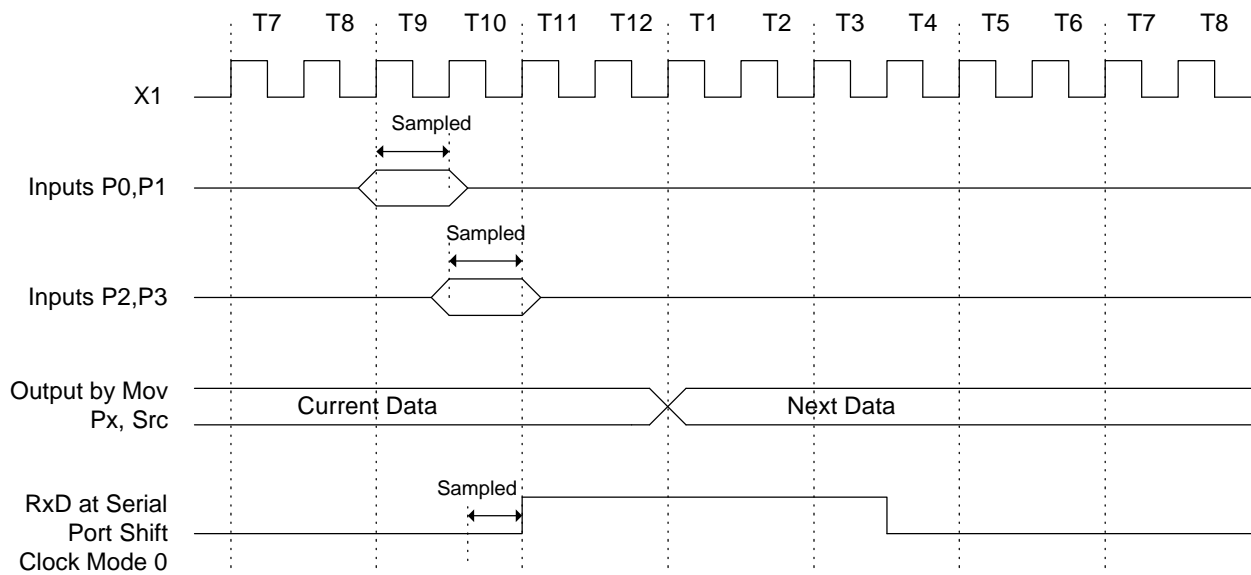 T7 T8 T9 T10 T11 T12 T1 T2 T3 T4 T5 T6 T7 T8
X1
Sampled
Inputs P0,P1
Sampled
Inputs P2,P3
Output by Mov
Px, Src
Current Data
Next Data
Sampled
RxD at Serial
Port Shift
Clock Mode 0